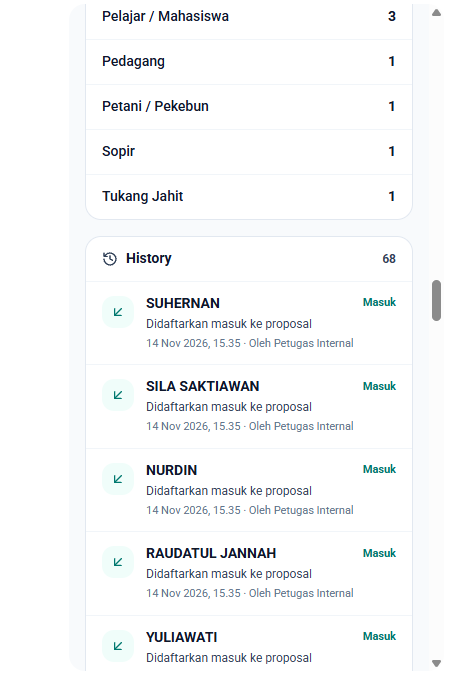 Pelajar / Mahasiswa 3
Pedagang 1
Petani / Pekebun 1
Sopir 1
Tukang Jahit 1
History 68
SUHERNAN Masuk
Didaftarkan masuk ke proposal
14 Nov 2026, 15.35 · Oleh Petugas Internal
SILA SAKTIAWAN Masuk
Didaftarkan masuk ke proposal
14 Nov 2026, 15.35 · Oleh Petugas Internal
NURDIN Masuk
Didaftarkan masuk ke proposal
14 Nov 2026, 15.35 · Oleh Petugas Internal
RAUDATUL JANNAH Masuk
Didaftarkan masuk ke proposal
14 Nov 2026, 15.35 · Oleh Petugas Internal
YULIAWATI Masuk
Didaftarkan masuk ke proposal